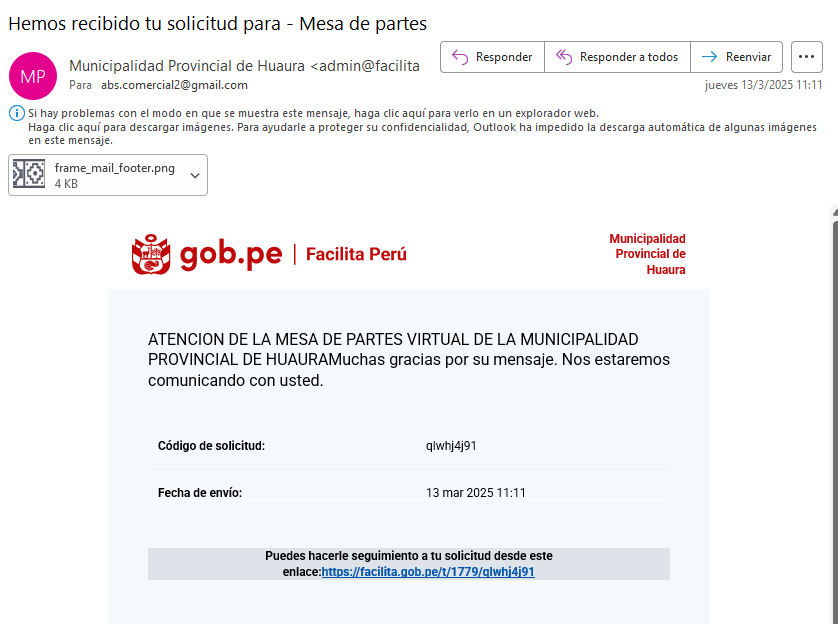 Hemos recibido tu solicitud para - Mesa de partes
MP
Municipalidad Provincial de Huaura <admin@facilita
Responder
Responder a todos
Reenviar
Para abs.comercial2@gmail.com
jueves 13/3/2025 11:11
Si hay problemas con el modo en que se muestra este mensaje, haga clic aquí para verlo en un explorador web.
Haga clic aquí para descargar imágenes. Para ayudarle a proteger su confidencialidad, Outlook ha impedido la descarga automática de algunas imágenes
en este mensaje.
frame_mail_footer.png
4 KB
gob.pe | Facilita Perú
Municipalidad
Provincial de
Huaura
ATENCION DE LA MESA DE PARTES VIRTUAL DE LA MUNICIPALIDAD
PROVINCIAL DE HUAURAMuchas gracias por su mensaje. Nos estaremos
comunicando con usted.
Código de solicitud: qlwhj4j91
Fecha de envío: 13 mar 2025 11:11
Puedes hacerle seguimiento a tu solicitud desde este
enlace:https://facilita.gob.pe/t/1779/qlwhj4j91